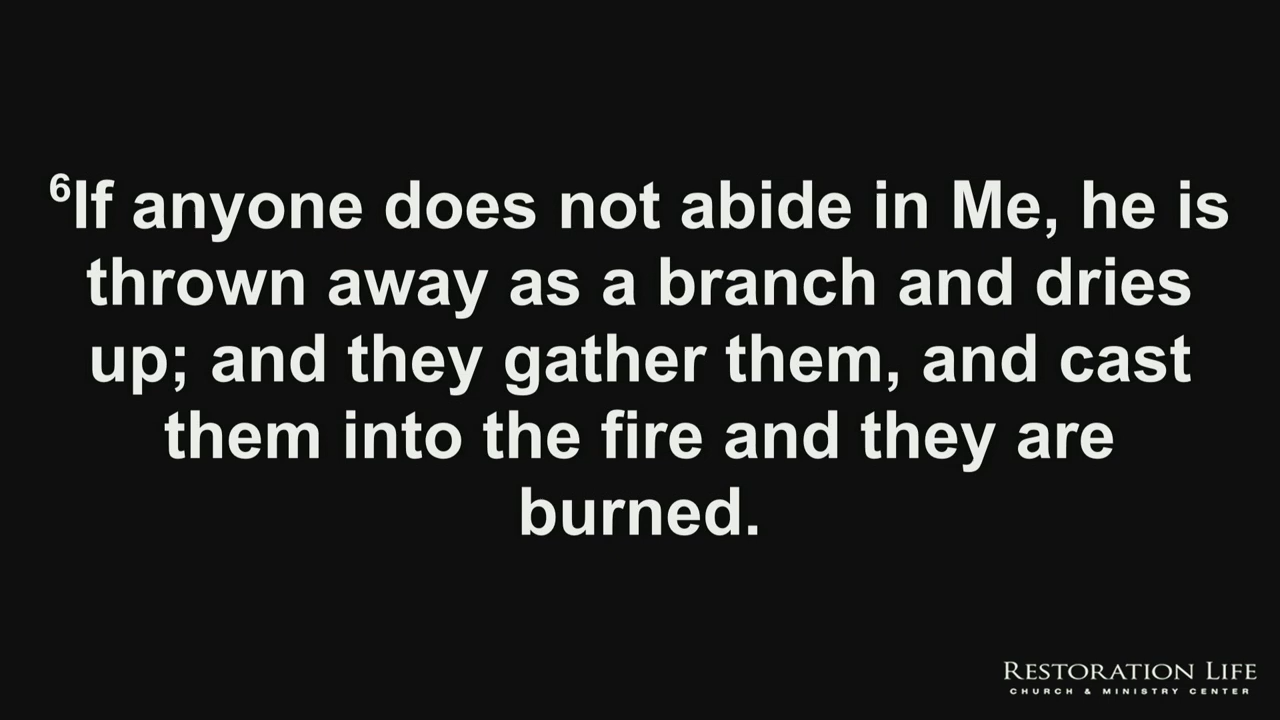 ⁶If anyone does not abide in Me, he is
thrown away as a branch and dries
up; and they gather them, and cast
them into the fire and they are
burned.
RESTORATION LIFE
CHURCH & MINISTRY CENTER